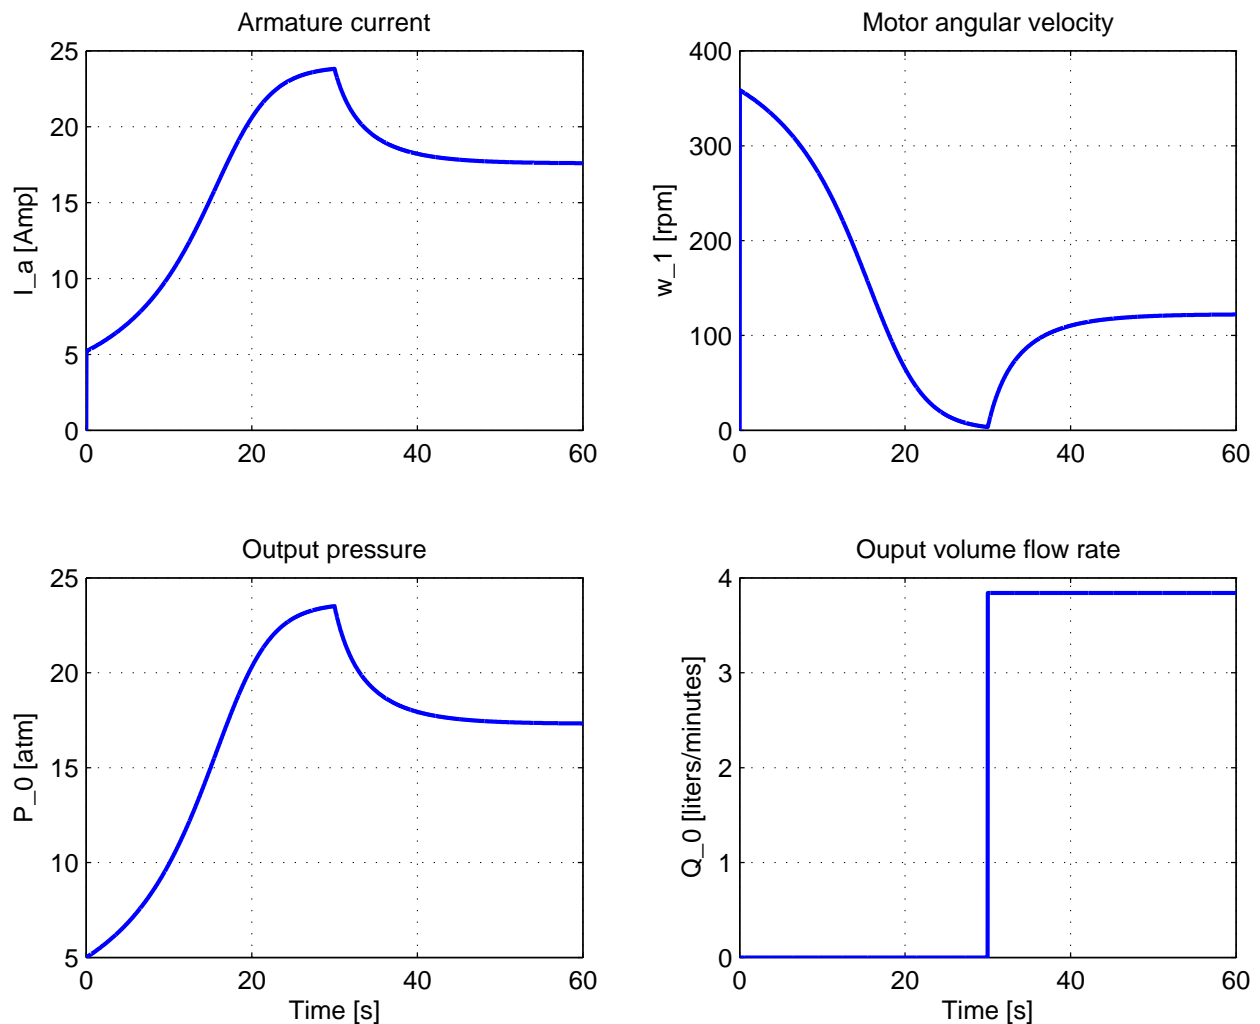 Armature current
25
20
15
10
5
0
0 20 40 60
I_a [Amp]
Motor angular velocity
400
300
200
100
0
0 20 40 60
w_1 [rpm]
Output pressure
25
20
15
10
5
0 20 40 60
P_0 [atm]
Time [s]
Ouput volume flow rate
4
3
2
1
0
0 20 40 60
Q_0 [liters/minutes]
Time [s]